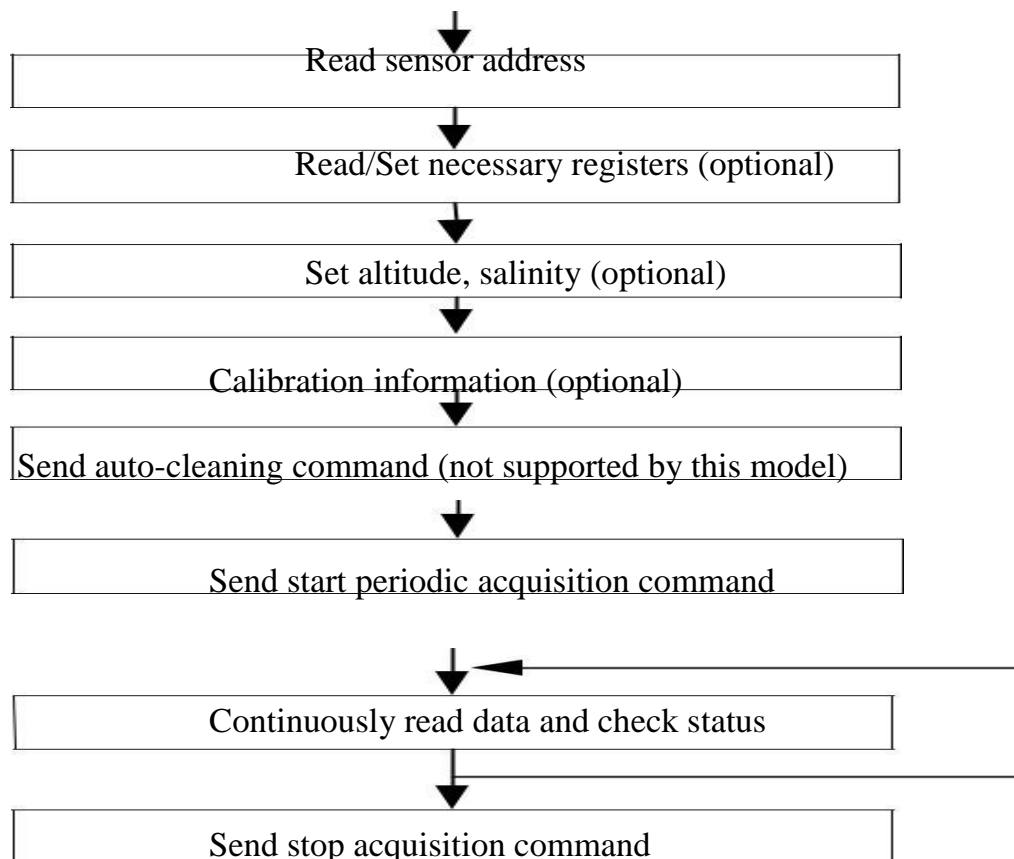 Read sensor address
Read/Set necessary registers (optional)
Set altitude, salinity (optional)
Calibration information (optional)
Send auto-cleaning command (not supported by this model)
Send start periodic acquisition command
Continuously read data and check status
Send stop acquisition command